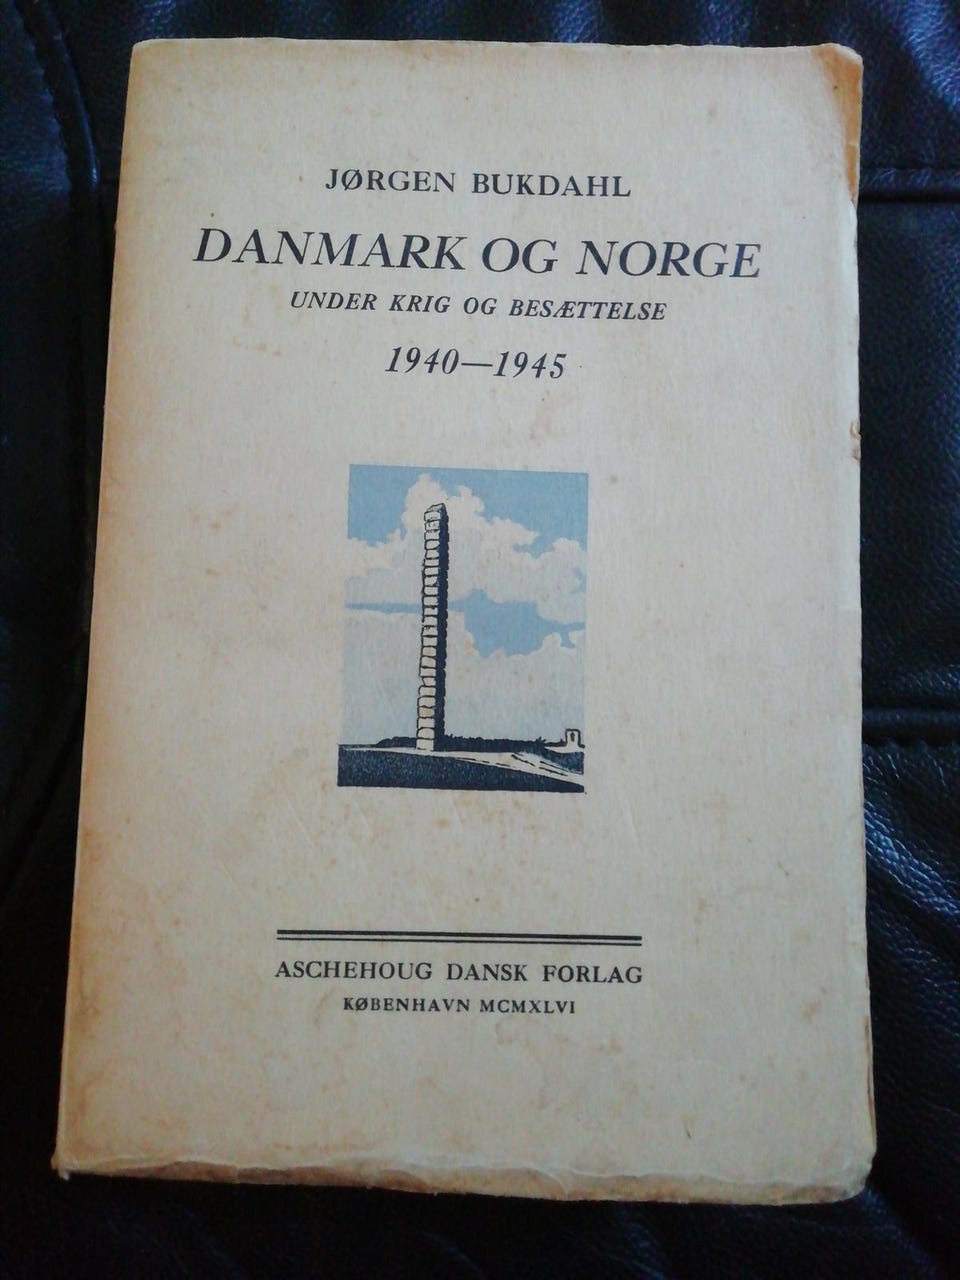 JØRGEN BUKDAHL
DANMARK OG NORGE
UNDER KRIG OG BESÆTTELSE
1940—1945
ASCHEHOUG DANSK FORLAG
KØBENHAVN MCMXLVI